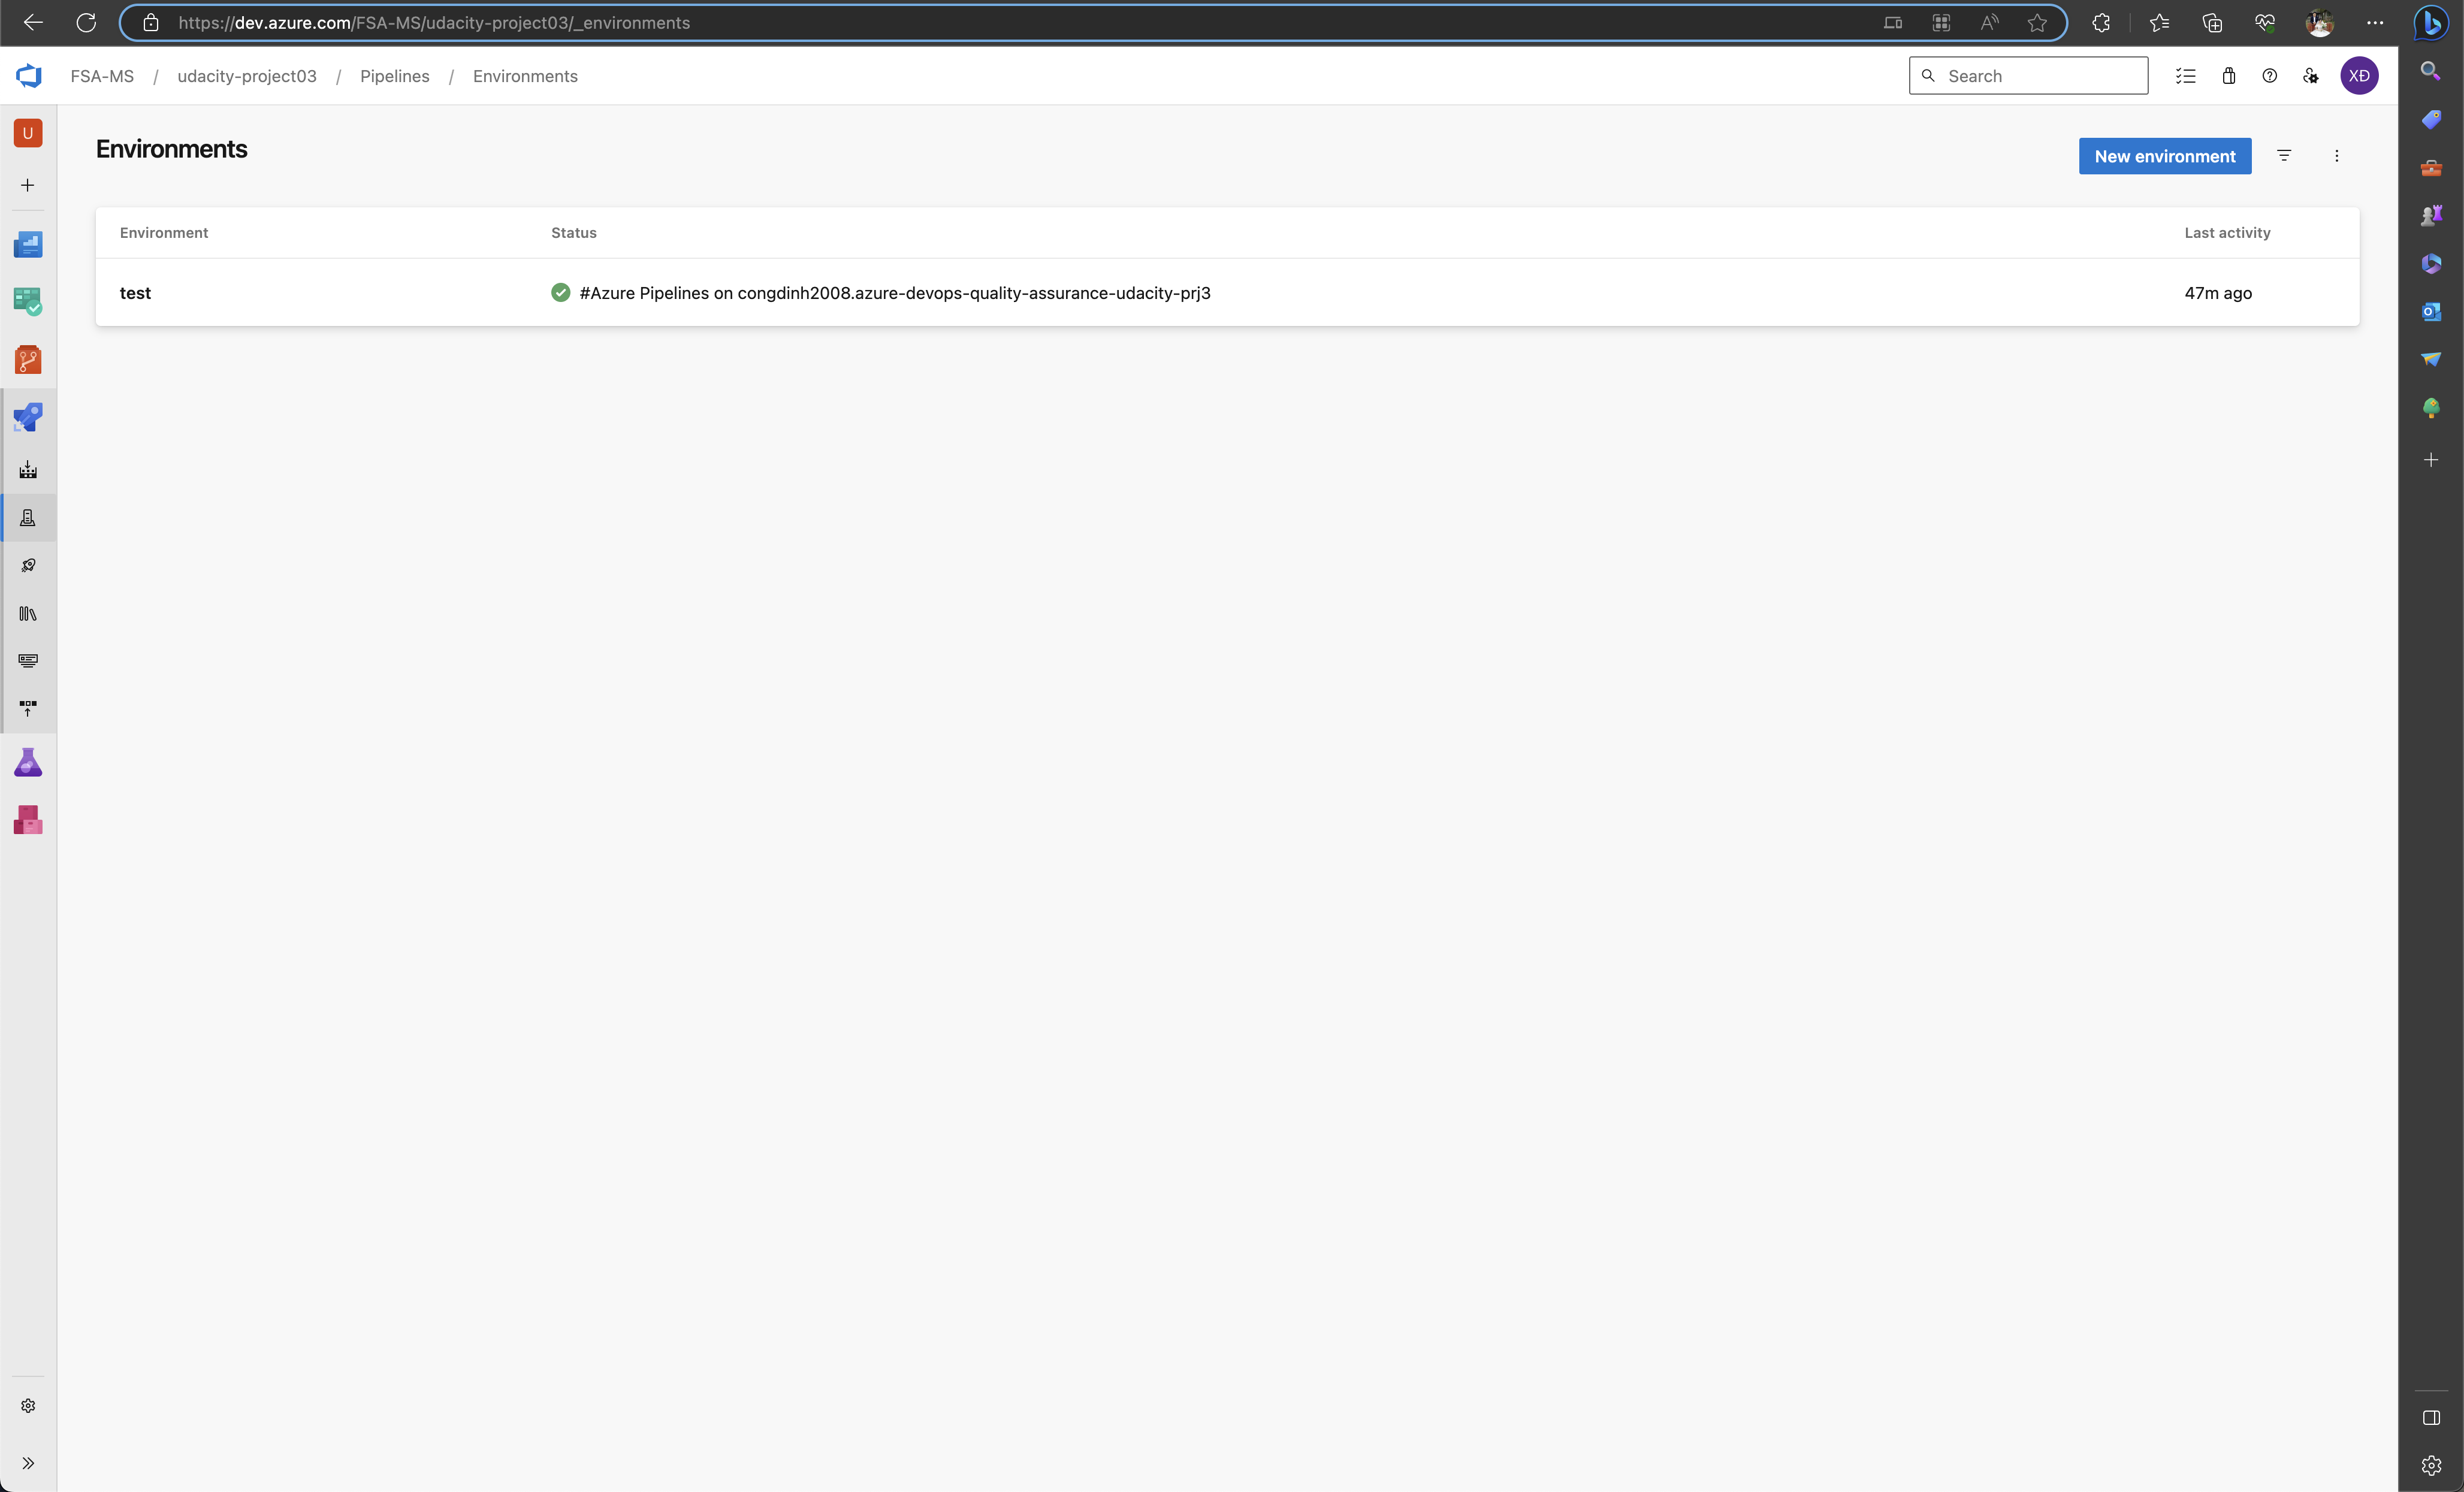 https://dev.azure.com/FSA-MS/udacity-project03/_environments
FSA-MS / udacity-project03 / Pipelines / Environments
Search
XĐ
U
Environments
New environment
Environment Status Last activity
test #Azure Pipelines on congdinh2008.azure-devops-quality-assurance-udacity-prj3 47m ago